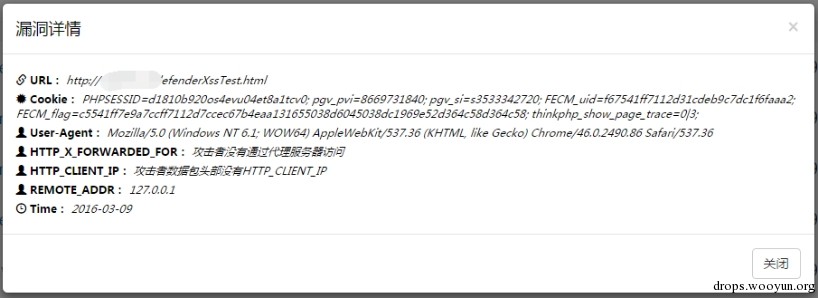 漏洞详情 ×
URL： http:// efenderXssTest.html
Cookie： PHPSESSID=d1810b920os4evu04et8a1tcv0; pgv_pvi=8669731840; pgv_si=s3533342720; FECM_uid=f67541ff7112d31cdeb9c7dc1f6faaa2;
FECM_flag=c5541ff7e9a7ccff7112d7ccec67b4eaa131655038d6045038dc1969e52d364c58d364c58; thinkphp_show_page_trace=0|3;
User-Agent： Mozilla/5.0 (Windows NT 6.1; WOW64) AppleWebKit/537.36 (KHTML, like Gecko) Chrome/46.0.2490.86 Safari/537.36
HTTP_X_FORWARDED_FOR： 攻击者没有通过代理服务器访问
HTTP_CLIENT_IP： 攻击者数据包头部没有HTTP_CLIENT_IP
REMOTE_ADDR： 127.0.0.1
Time： 2016-03-09
关闭
drops.wooyun.org